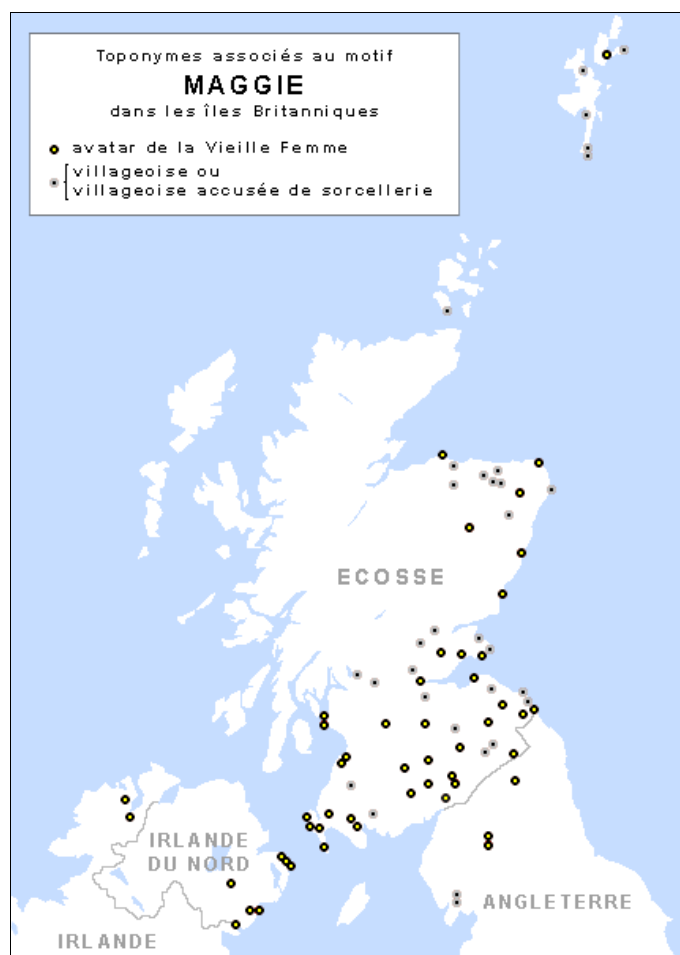 Toponymes associés au motif
MAGGIE
dans les îles Britanniques
avatar de la Vieille Femme
villageoise ou
villageoise accusée de sorcellerie
ECOSSE
IRLANDE
DU NORD
ANGLETERRE
IRLANDE